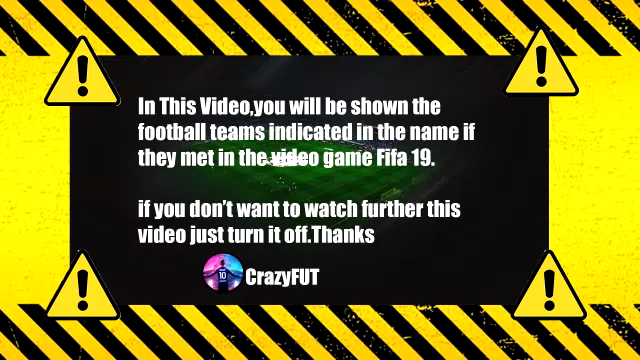 In This Video,you will be shown the
football teams indicated in the name if
they met in the video game Fifa 19.
if you don't want to watch further this
video just turn it off.Thanks
10
CrazyFUT